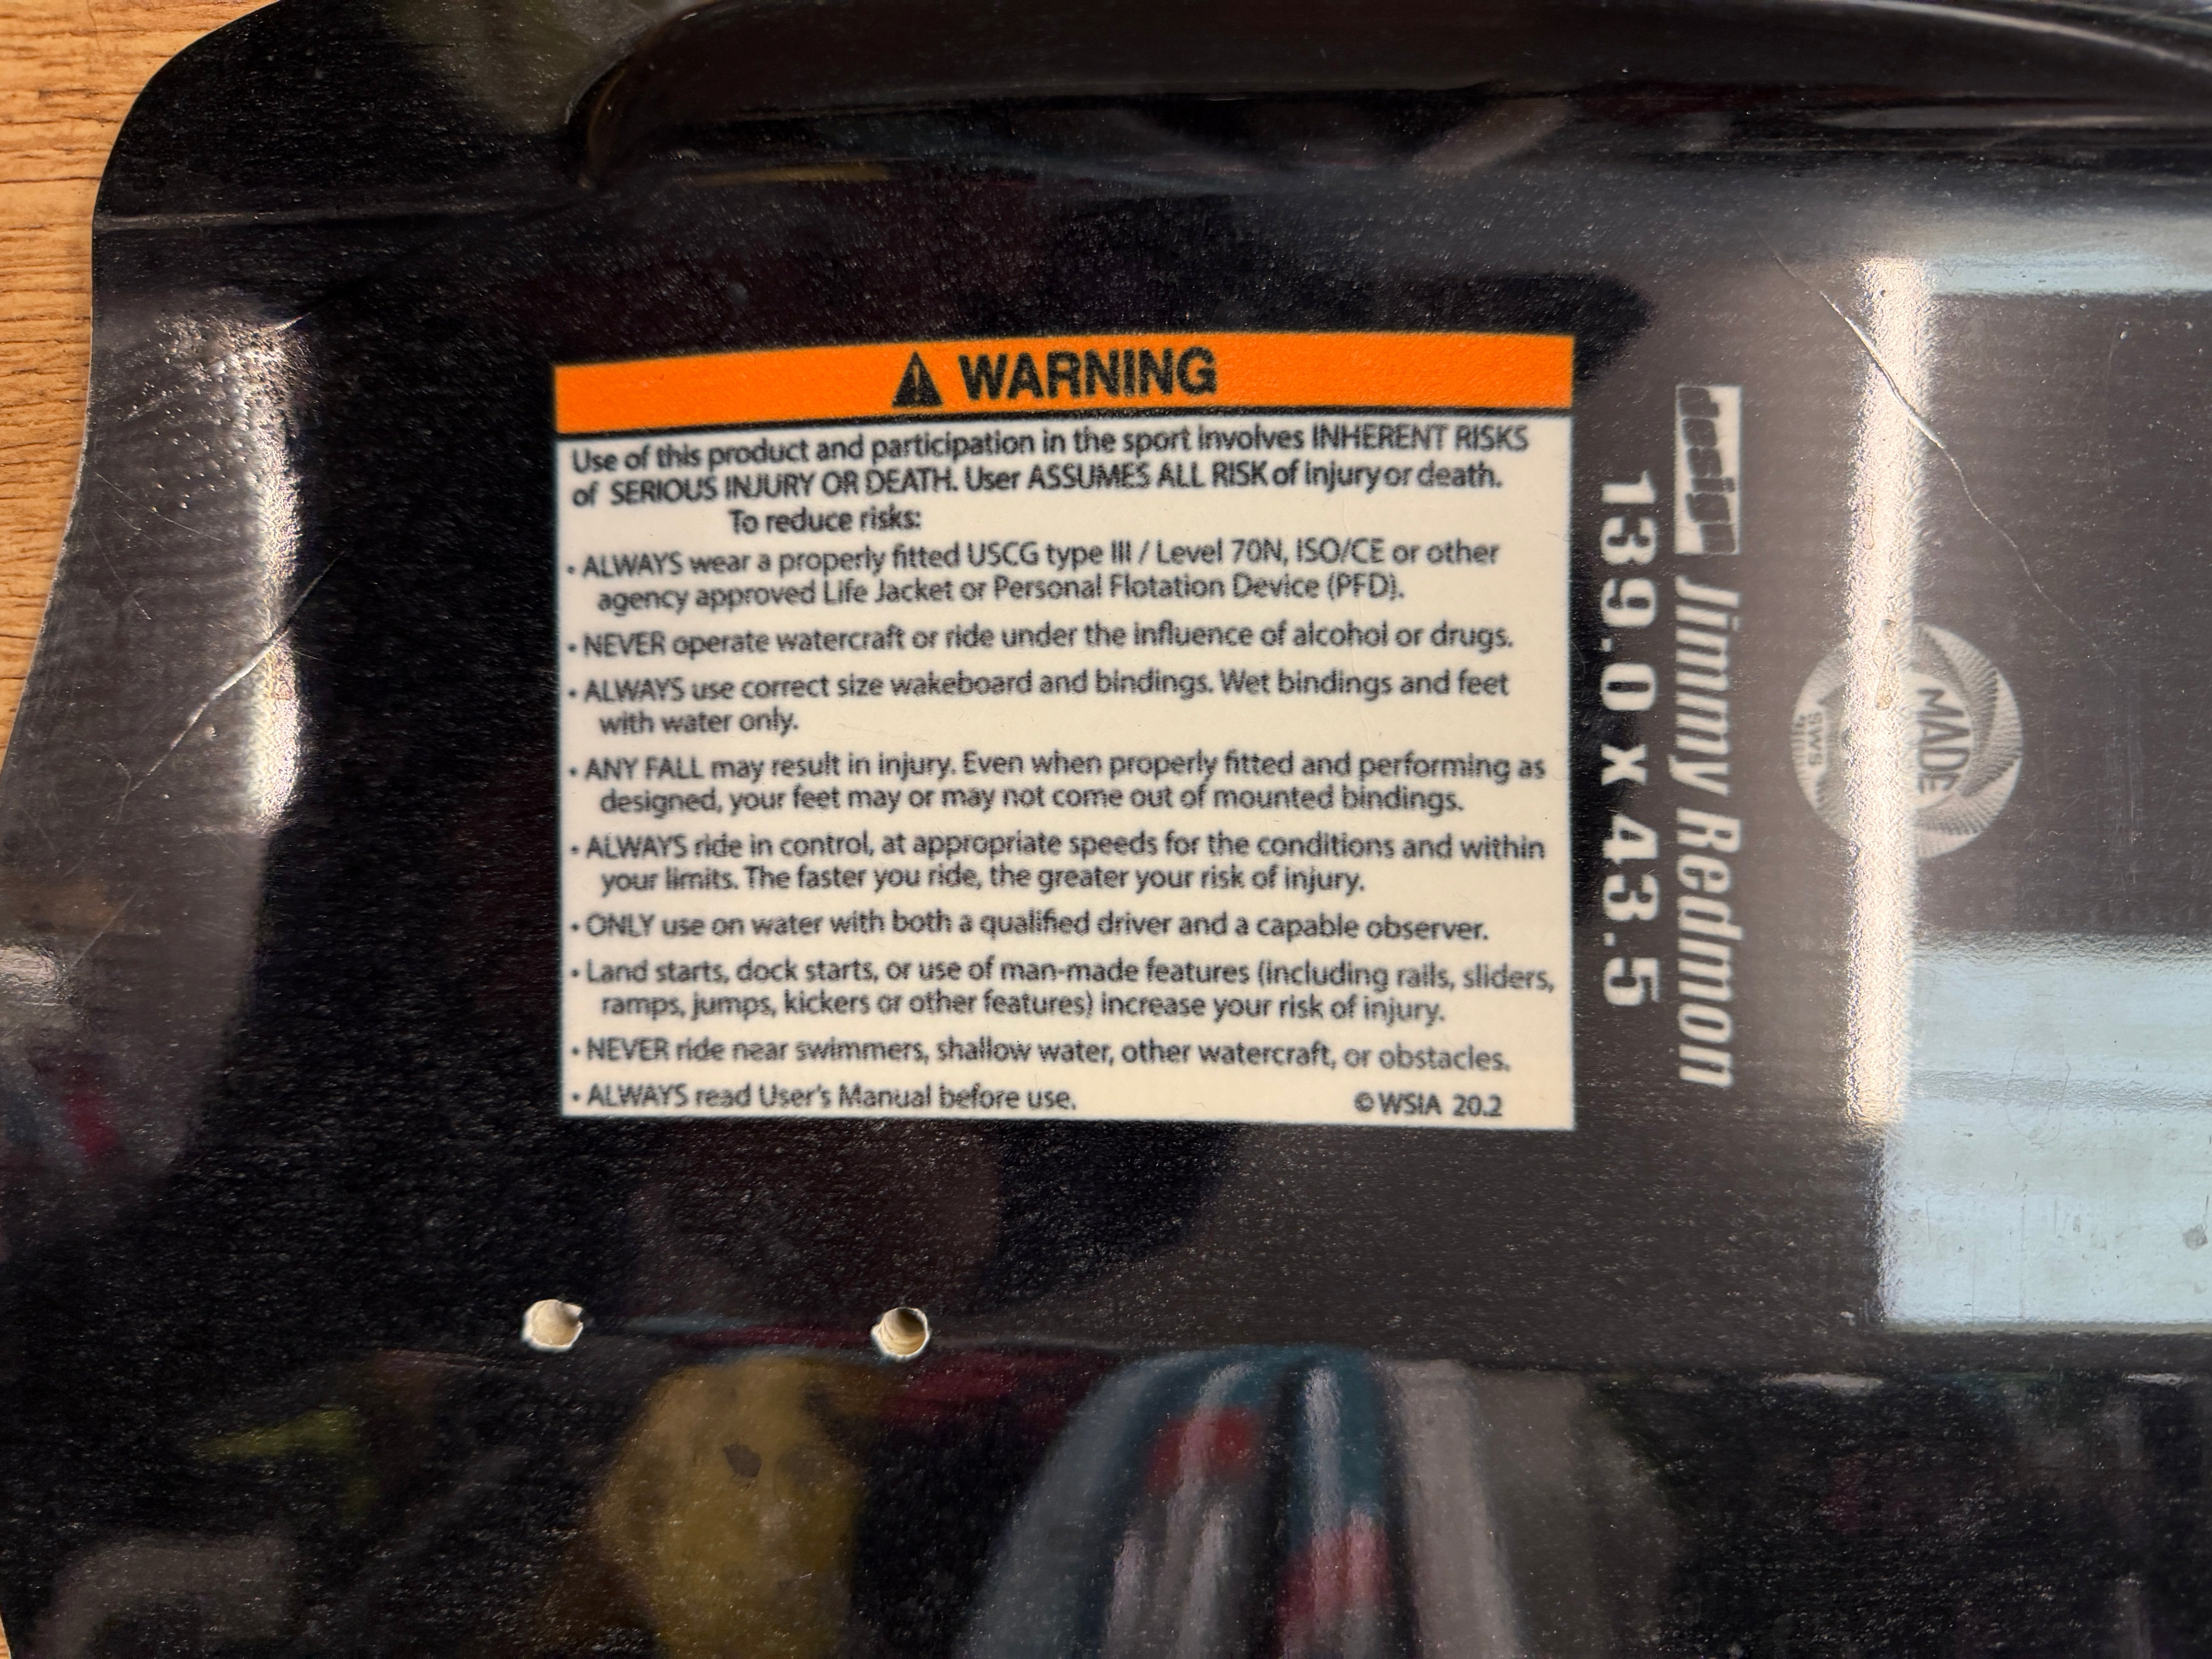 WARNING
Use of this product and participation in the sport involves INHERENT RISKS
of SERIOUS INJURY OR DEATH. User ASSUMES ALL RISK of injury or death.
To reduce risks:
• ALWAYS wear a properly fitted USCG type III / Level 70N, ISO/CE or other
agency approved Life Jacket or Personal Flotation Device (PFD).
• NEVER operate watercraft or ride under the influence of alcohol or drugs.
• ALWAYS use correct size wakeboard and bindings. Wet bindings and feet
with water only.
• ANY FALL may result in injury. Even when properly fitted and performing as
designed, your feet may or may not come out of mounted bindings.
• ALWAYS ride in control, at appropriate speeds for the conditions and within
your limits. The faster you ride, the greater your risk of injury.
• ONLY use on water with both a qualified driver and a capable observer.
• Land starts, dock starts, or use of man-made features (including rails, sliders,
ramps, jumps, kickers or other features) increase your risk of injury.
• NEVER ride near swimmers, shallow water, other watercraft, or obstacles.
• ALWAYS read User's Manual before use.
© WSIA 20.2
design Jimmy Redmon
139.0 x 43.5
MADE
SWS